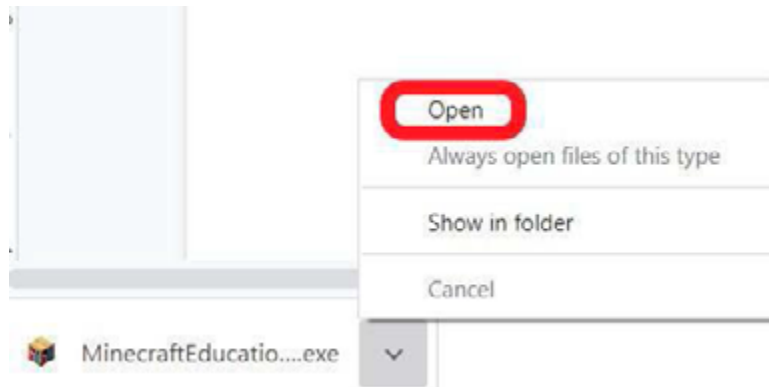 Open
Always open files of this type
Show in folder
Cancel
MinecraftEducatio....exe